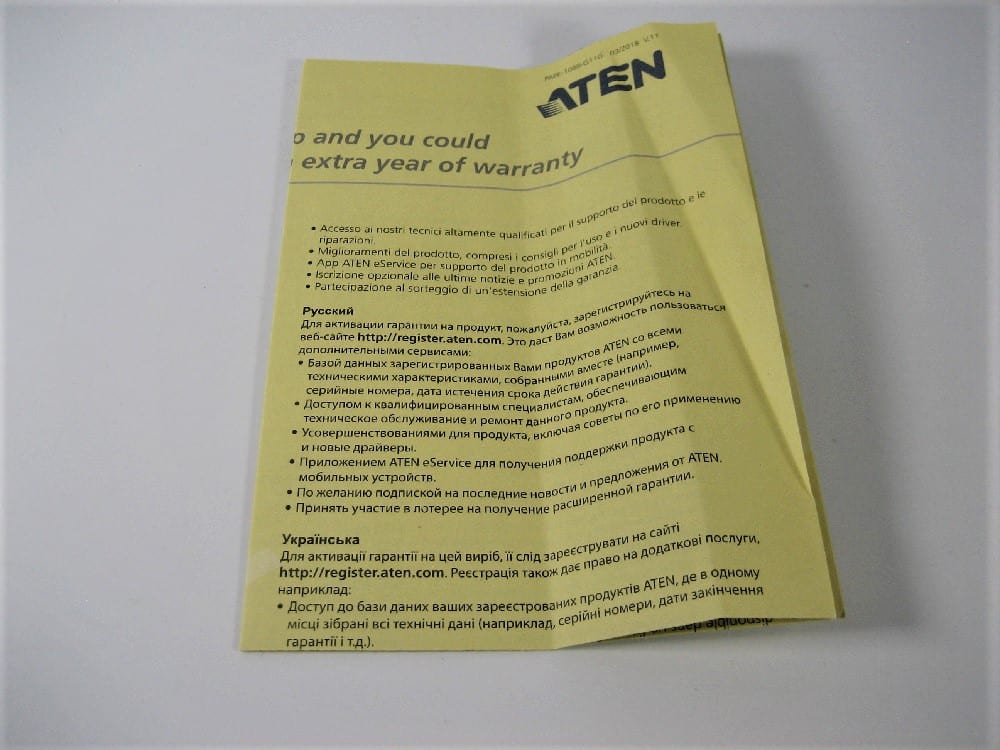 03/2018 V.11
ATEN
o and you could
extra year of warranty
• Accesso ai nostri tecnici altamente qualificati per il supporto del prodotto e le
riparazioni.
• Miglioramenti del prodotto, compresi i consigli per l'uso e i nuovi driver.
• App ATEN eService per supporto del prodotto in mobilità.
• Iscrizione opzionale alle ultime notizie e promozioni ATEN.
• Partecipazione al sorteggio di un'estensione della garanzia
Русский
Для активации гарантии на продукт, пожалуйста, зарегистрируйтесь на
веб-сайте http://register.aten.com. Это даст Вам возможность пользоваться
дополнительными сервисами:
• Базой данных зарегистрированных Вами продуктов ATEN со всеми
техническими характеристиками, собранными вместе (например,
серийные номера, дата истечения срока действия гарантии).
• Доступом к квалифицированным специалистам, обеспечивающим
техническое обслуживание и ремонт данного продукта.
• Усовершенствованиями для продукта, включая советы по его применению
и новые драйверы.
• Приложением ATEN eService для получения поддержки продукта с
мобильных устройств.
• По желанию подпиской на последние новости и предложения от ATEN.
• Принять участие в лотерее на получение расширенной гарантии.
Українська
Для активації гарантії на цей виріб, її слід зареєструвати на сайті
http://register.aten.com. Реєстрація також дає право на додаткові послуги,
наприклад:
• Доступ до бази даних ваших зареєстрованих продуктів ATEN, де в одному
місці зібрані всі технічні дані (наприклад, серійні номери, дати закінчення
гарантії і т.д.).
disponible